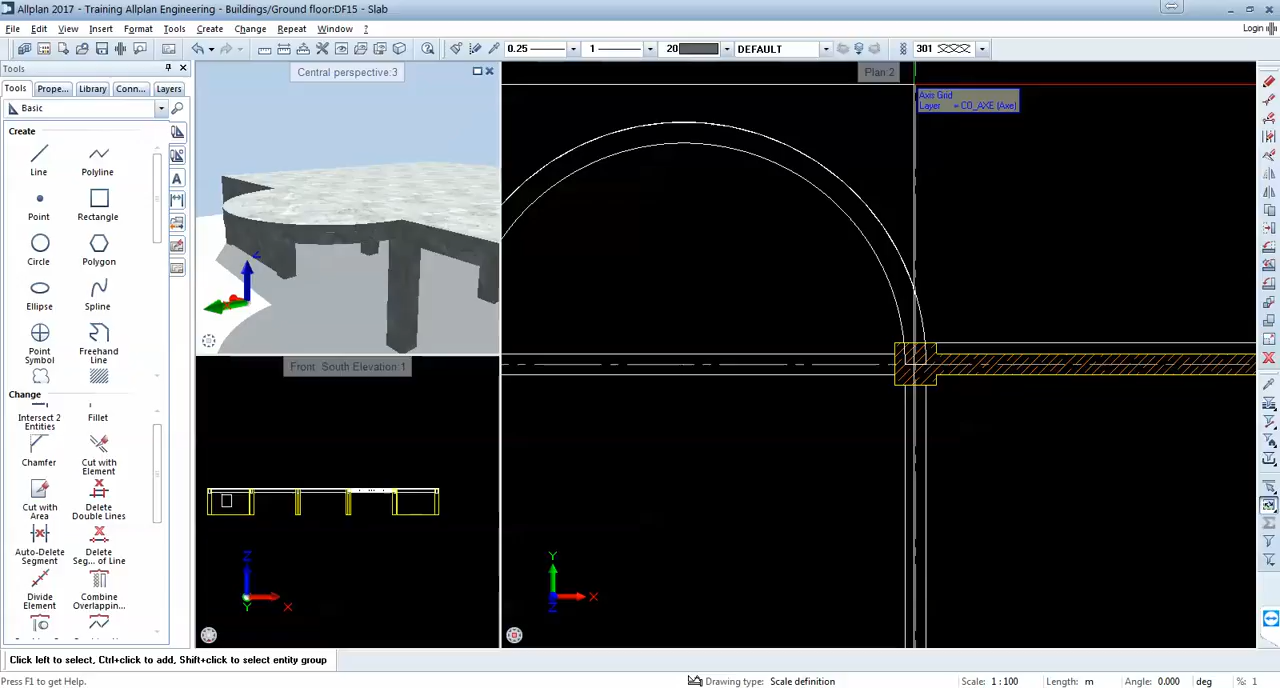 Allplan 2017 - Training Allplan Engineering - Buildings/Ground floor:DF15 - Slab
File Edit View Insert Format Tools Create Change Repeat Window ?
Login
0.25 1 20 DEFAULT 301
Tools
Tools Prope... Library Conn... Layers
Basic
Create
Line Polyline
Point Rectangle
Circle Polygon
Ellipse Spline
Point Symbol Freehand Line
Change
Intersect 2 Entities Fillet
Chamfer Cut with Element
Cut with Area Delete Double Lines
Auto-Delete Segment Delete Seg... of Line
Divide Element Combine Overlappin...
Central perspective:3
Z
Front South Elevation 1
Z
Y X
Plan 2
Axis Grid
Layer = CO_AXE (Axe)
Y
X
Z
Click left to select, Ctrl+click to add, Shift+click to select entity group
Press F1 to get Help. Drawing type: Scale definition Scale: 1 : 100 Length: m Angle: 0.000 deg %: 1